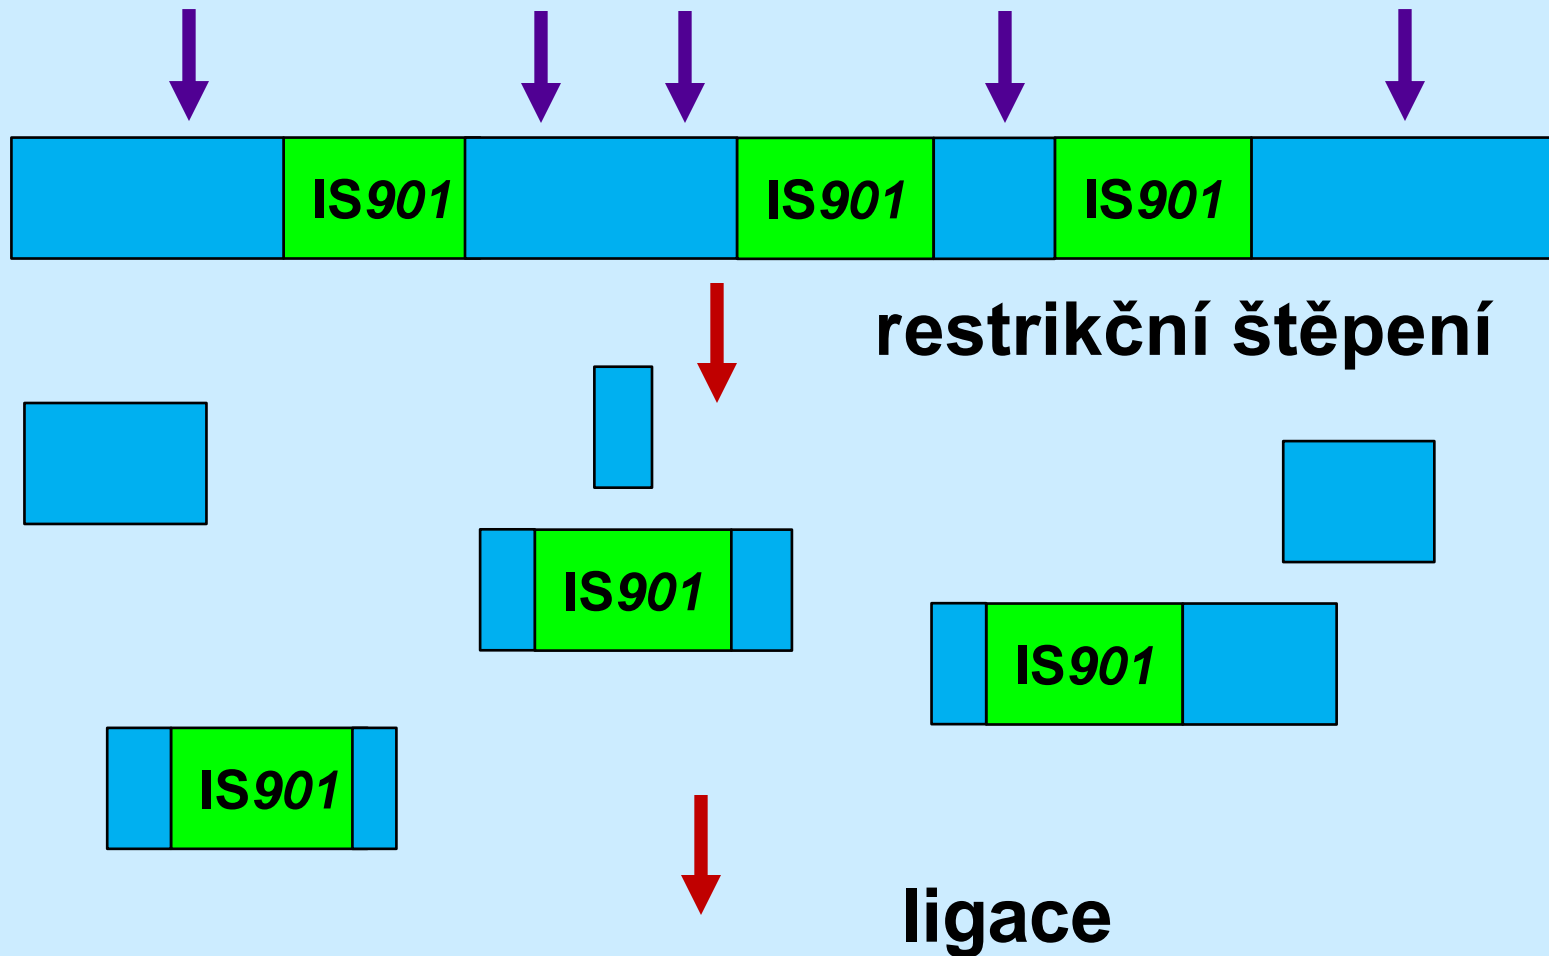 IS901 IS901 IS901
restrikční štěpení
IS901
IS901
IS901
ligace